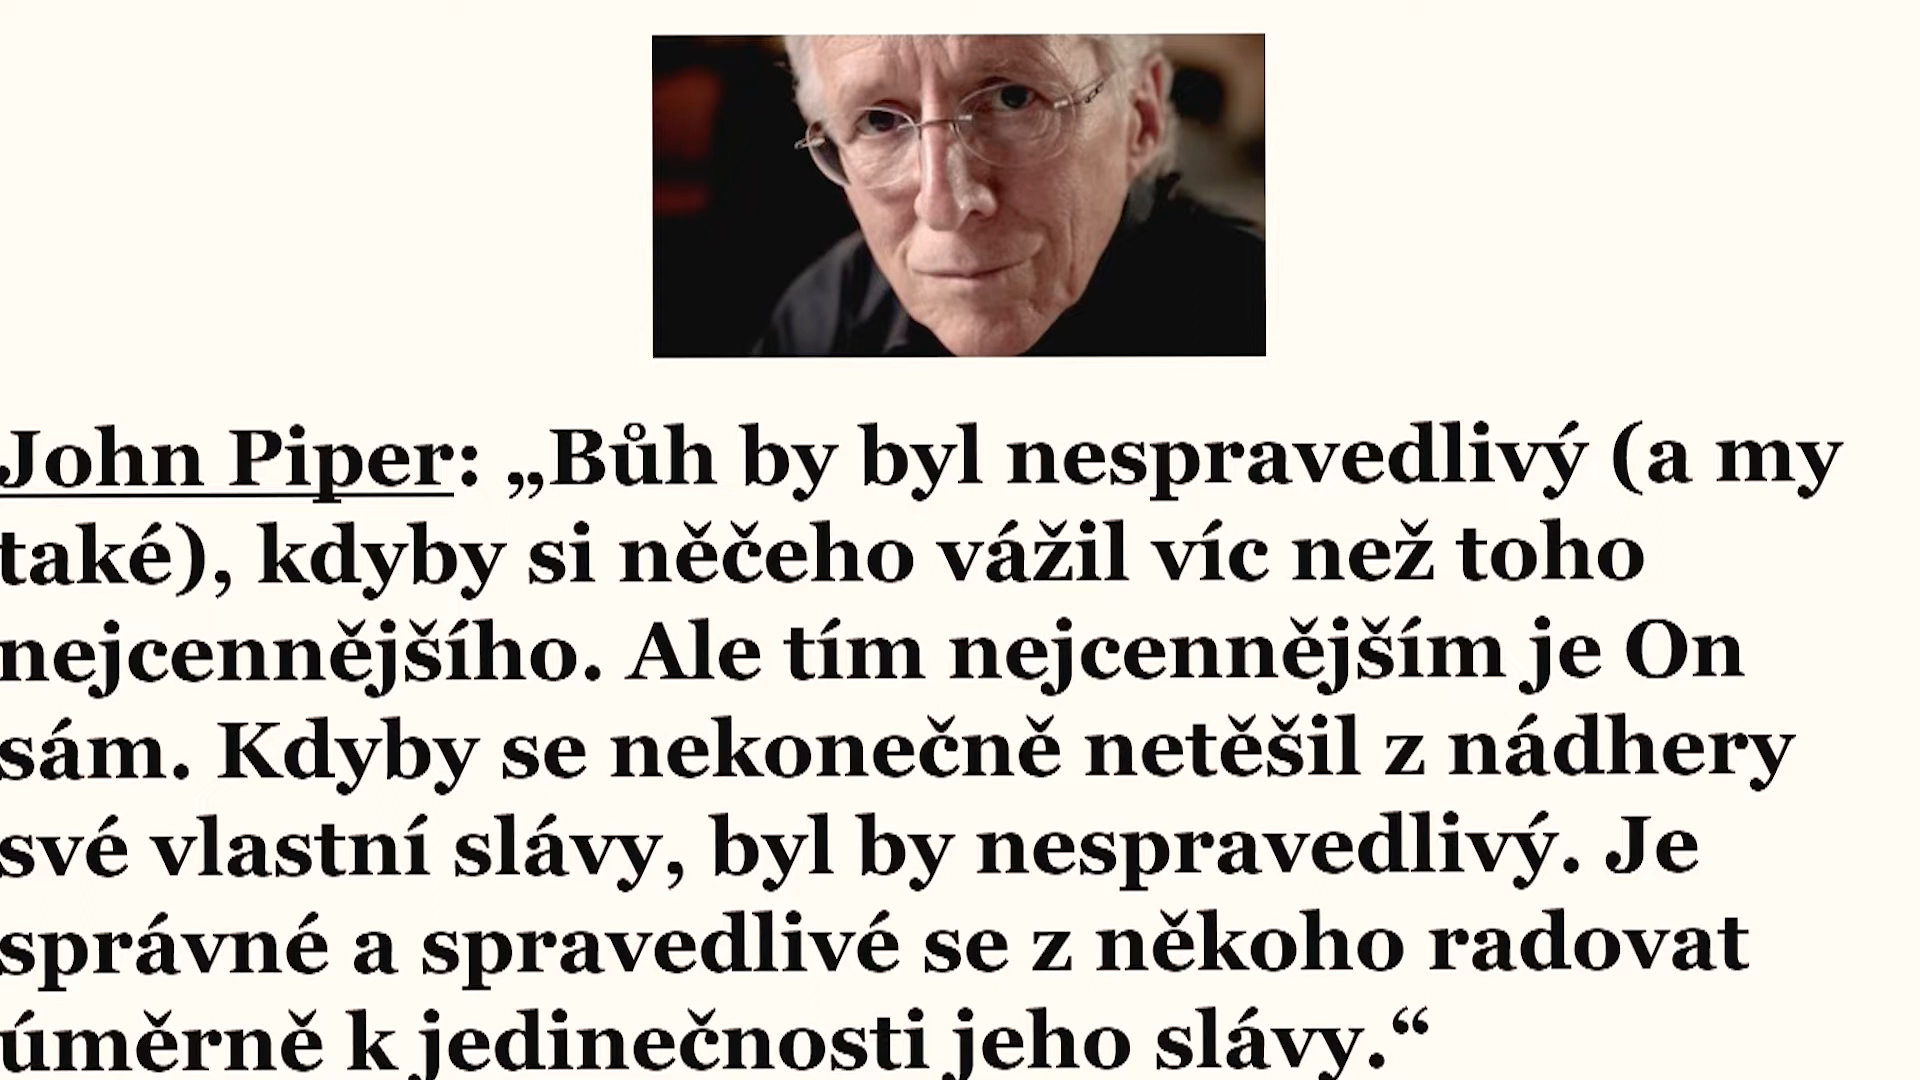 John Piper: „Bůh by byl nespravedlivý (a my
také), kdyby si něčeho vážil víc než toho
nejcennějšího. Ale tím nejcennějším je On
sám. Kdyby se nekonečně netěšil z nádhery
své vlastní slávy, byl by nespravedlivý. Je
správné a spravedlivé se z někoho radovat
úměrně k jedinečnosti jeho slávy.“